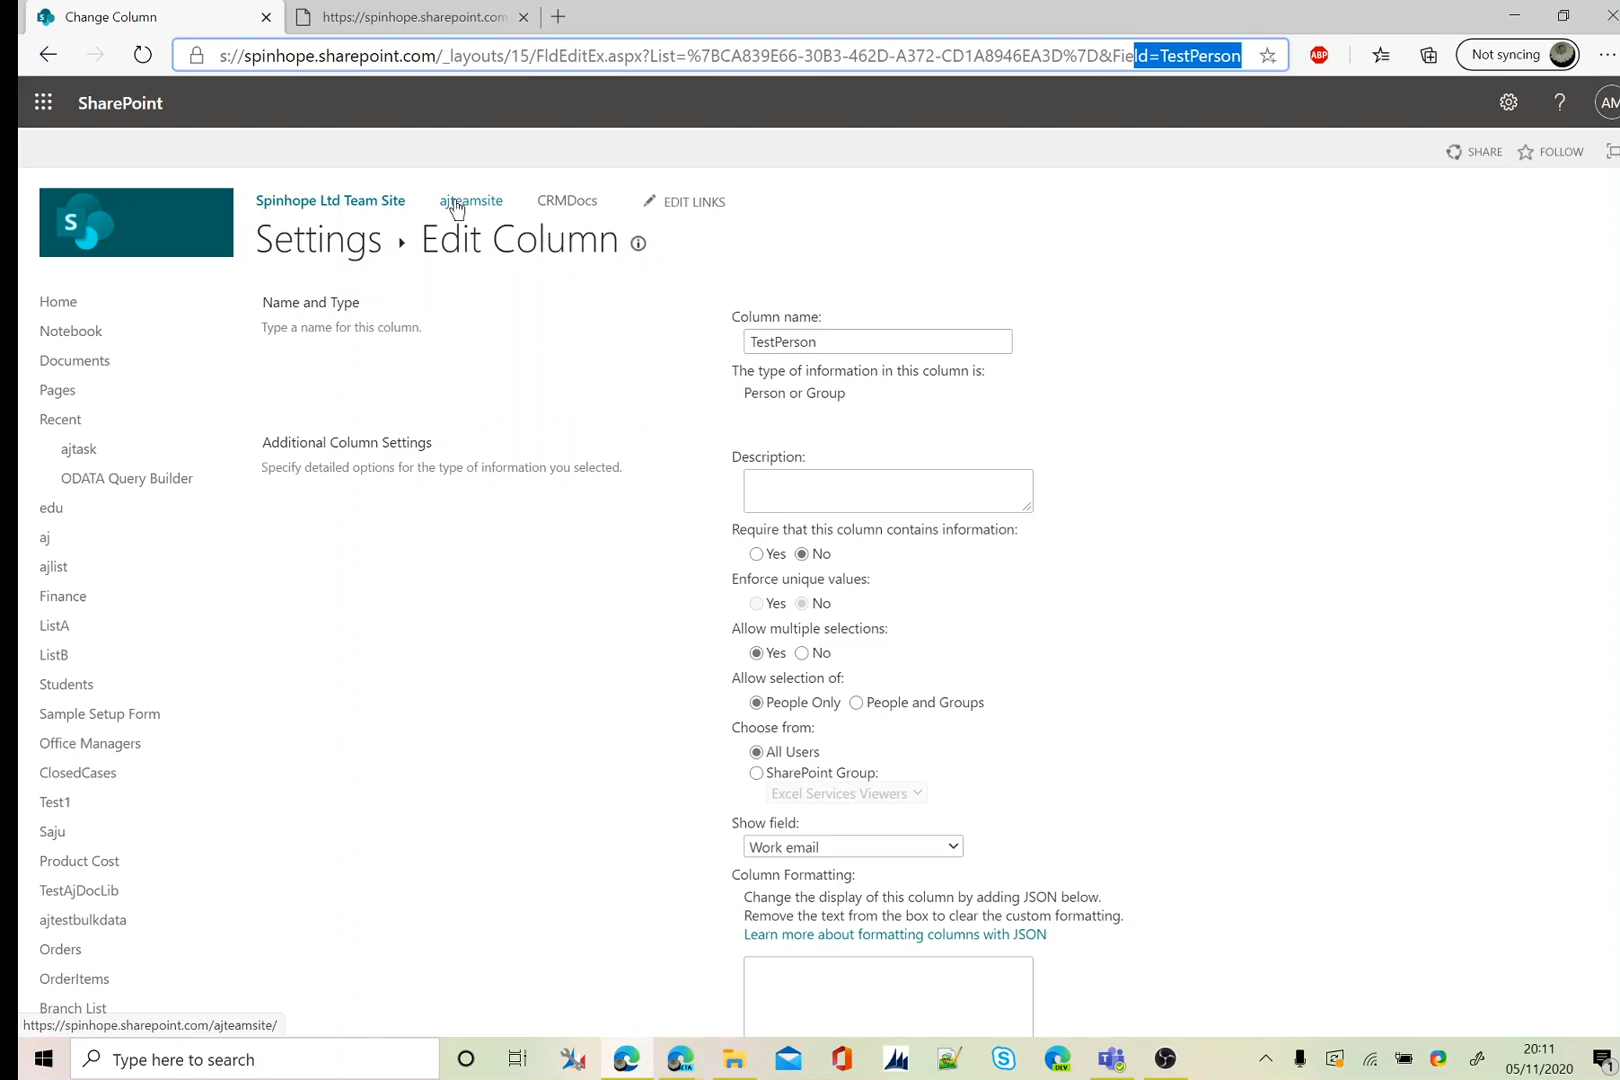 Change Column
https://spinhope.sharepoint.com
s://spinhope.sharepoint.com/_layouts/15/FldEditEx.aspx?List=%7BCA839E66-30B3-462D-A372-CD1A8946EA3D%7D&Field=TestPerson
ABP
Not syncing
SharePoint
?
AM
SHARE
FOLLOW
S
Spinhope Ltd Team Site
ajteamsite
CRMDocs
EDIT LINKS
Settings ▸ Edit Column
Home
Notebook
Documents
Pages
Recent
ajtask
ODATA Query Builder
edu
aj
ajlist
Finance
ListA
ListB
Students
Sample Setup Form
Office Managers
ClosedCases
Test1
Saju
Product Cost
TestAjDocLib
ajtestbulkdata
Orders
OrderItems
Branch List
Name and Type
Type a name for this column.
Column name:
TestPerson
The type of information in this column is:
Person or Group
Additional Column Settings
Specify detailed options for the type of information you selected.
Description:
Require that this column contains information:
Yes No
Enforce unique values:
Yes No
Allow multiple selections:
Yes No
Allow selection of:
People Only People and Groups
Choose from:
All Users
SharePoint Group:
Excel Services Viewers
Show field:
Work email
Column Formatting:
Change the display of this column by adding JSON below.
Remove the text from the box to clear the custom formatting.
Learn more about formatting columns with JSON
https://spinhope.sharepoint.com/ajteamsite/
Type here to search
BETA
DEV
20:11
05/11/2020
1